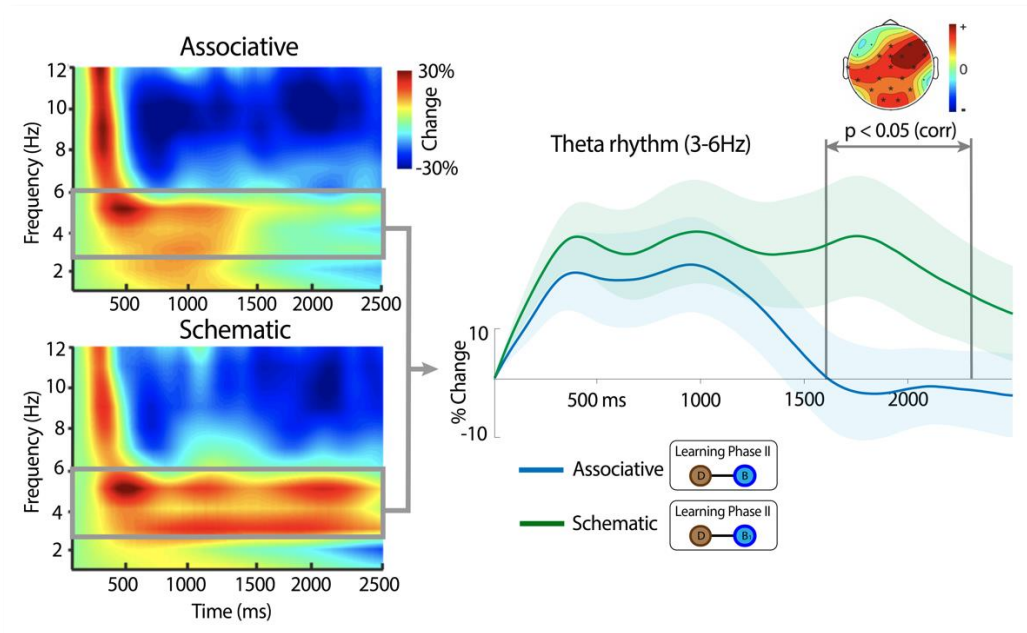 Associative
12
10
8
6
4
2
Frequency (Hz)
500 1000 1500 2000 2500
30%
Change
-30%
Schematic
12
10
8
6
4
2
Frequency (Hz)
500 1000 1500 2000 2500
Time (ms)
+
0
-
p < 0.05 (corr)
Theta rhythm (3-6Hz)
10
% Change
-10
500 ms 1000 1500 2000
Associative
Learning Phase II
D B
Schematic
Learning Phase II
D B₁